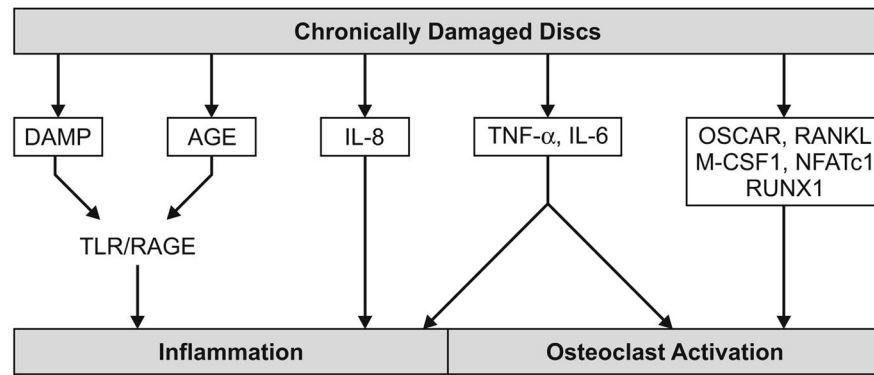 Chronically Damaged Discs
DAMP
AGE
IL-8
TNF-α, IL-6
OSCAR, RANKL
M-CSF1, NFATc1
RUNX1
TLR/RAGE
Inflammation
Osteoclast Activation